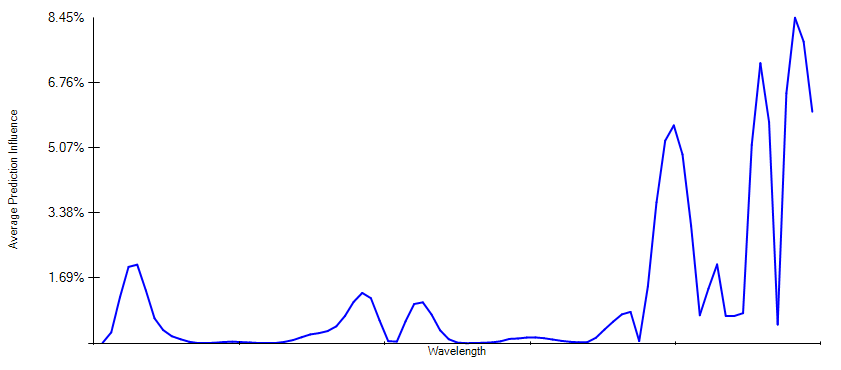 8.45%
6.76%
5.07%
3.38%
1.69%
Average Prediction Influence
Wavelength